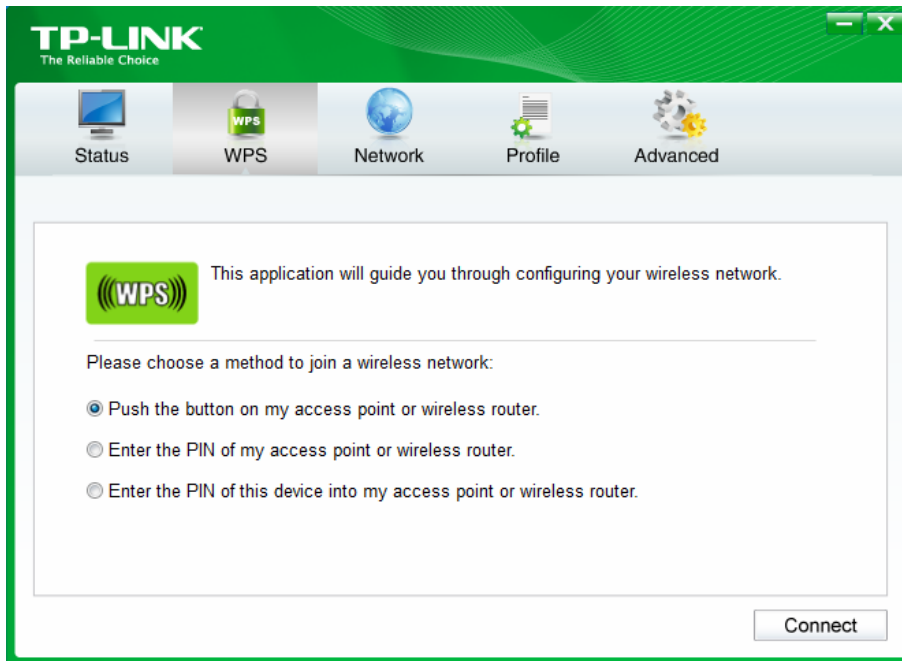 TP-LINK
The Reliable Choice
Status
WPS
WPS
Network
Profile
Advanced
(((WPS)))
This application will guide you through configuring your wireless network.
Please choose a method to join a wireless network:
Push the button on my access point or wireless router.
Enter the PIN of my access point or wireless router.
Enter the PIN of this device into my access point or wireless router.
Connect